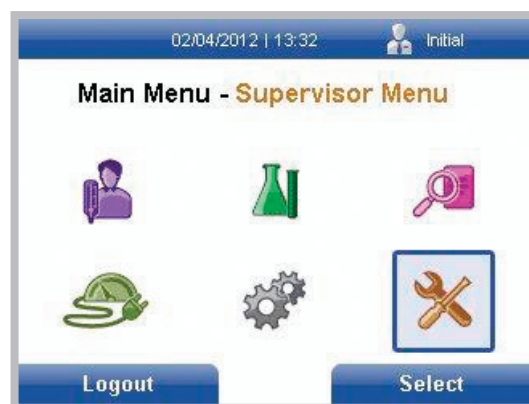 02/04/2012 | 13:32 Initial
Main Menu - Supervisor Menu
Logout Select